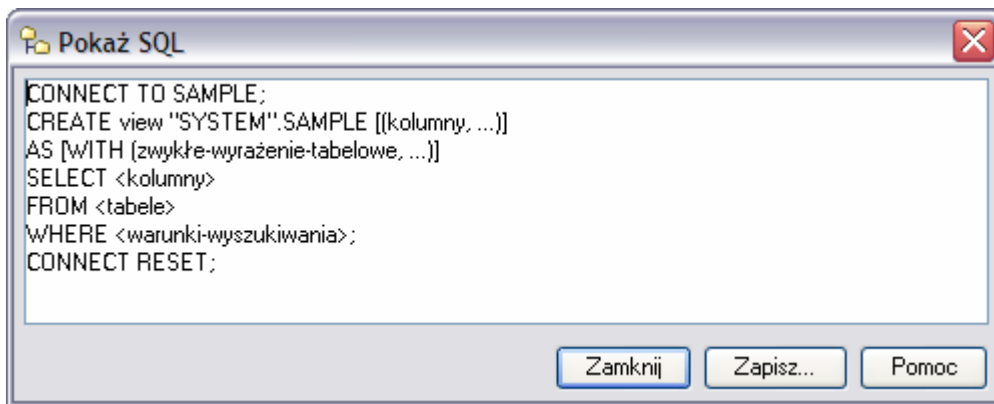 Pokaż SQL
CONNECT TO SAMPLE;
CREATE view "SYSTEM".SAMPLE [(kolumny, ...)]
AS [WITH (zwykłe-wyrażenie-tabelowe, ...)]
SELECT <kolumny>
FROM <tabele>
WHERE <warunki-wyszukiwania>;
CONNECT RESET;
Zamknij Zapisz... Pomoc